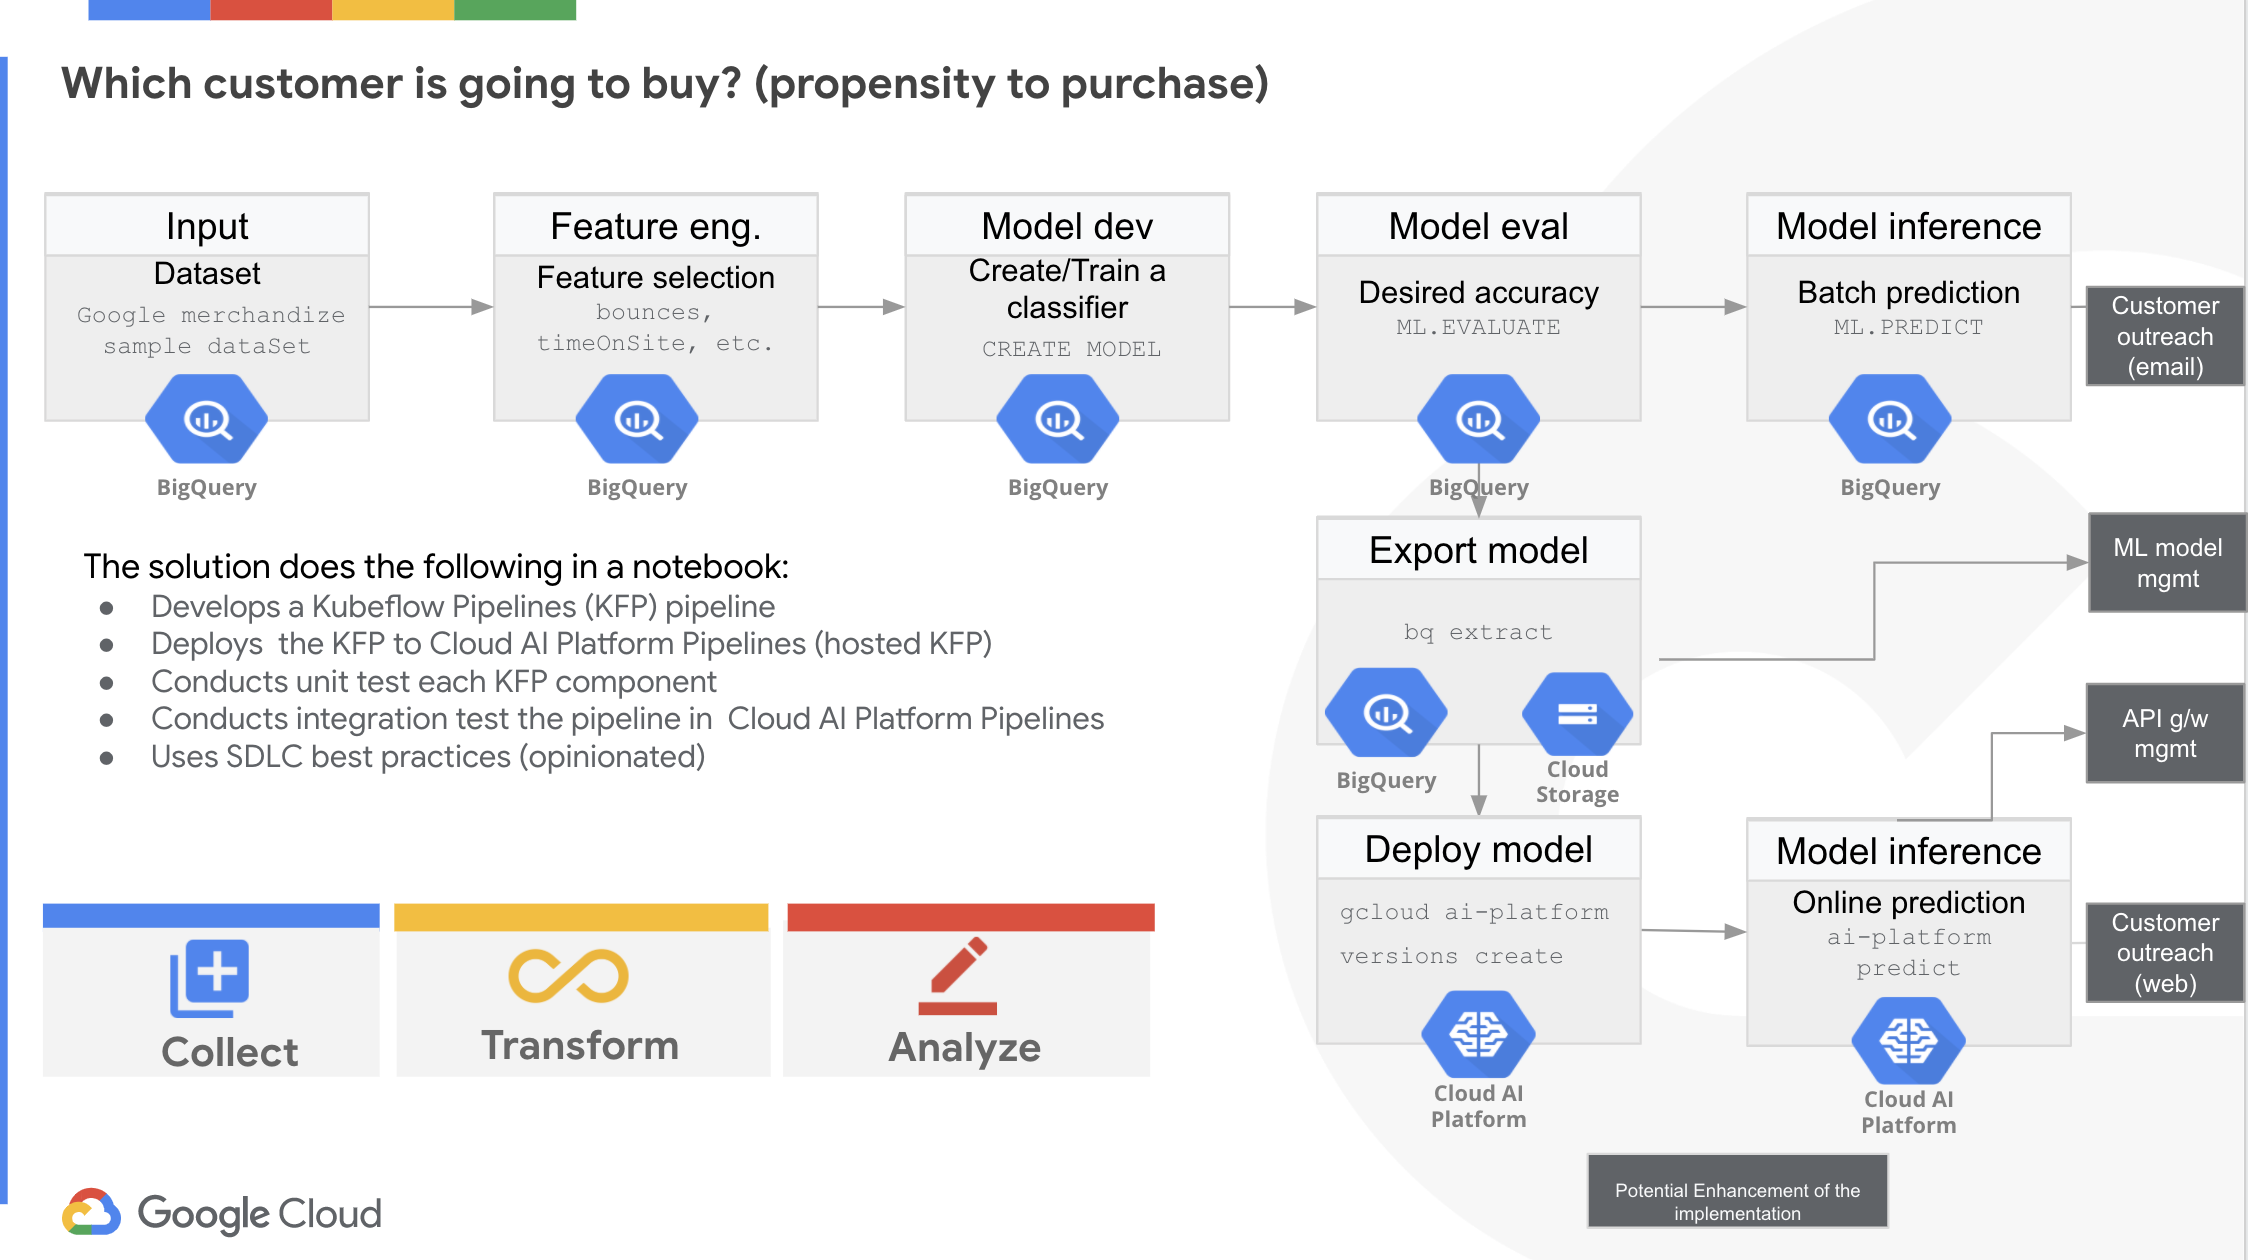 Which customer is going to buy? (propensity to purchase)
Input
Dataset
Google merchandize
sample dataSet
BigQuery
Feature eng.
Feature selection
bounces,
timeOnSite, etc.
BigQuery
Model dev
Create/Train a
classifier
CREATE MODEL
BigQuery
Model eval
Desired accuracy
ML.EVALUATE
BigQuery
Model inference
Batch prediction
ML.PREDICT
BigQuery
Customer
outreach
(email)
Export model
bq extract
BigQuery
Cloud
Storage
ML model
mgmt
API g/w
mgmt
Deploy model
gcloud ai-platform
versions create
Cloud AI
Platform
Model inference
Online prediction
ai-platform
predict
Cloud AI
Platform
Customer
outreach
(web)
Potential Enhancement of the
implementation
The solution does the following in a notebook:
● Develops a Kubeflow Pipelines (KFP) pipeline
● Deploys  the KFP to Cloud AI Platform Pipelines (hosted KFP)
● Conducts unit test each KFP component
● Conducts integration test the pipeline in  Cloud AI Platform Pipelines
● Uses SDLC best practices (opinionated)
Collect
Transform
Analyze
Google Cloud